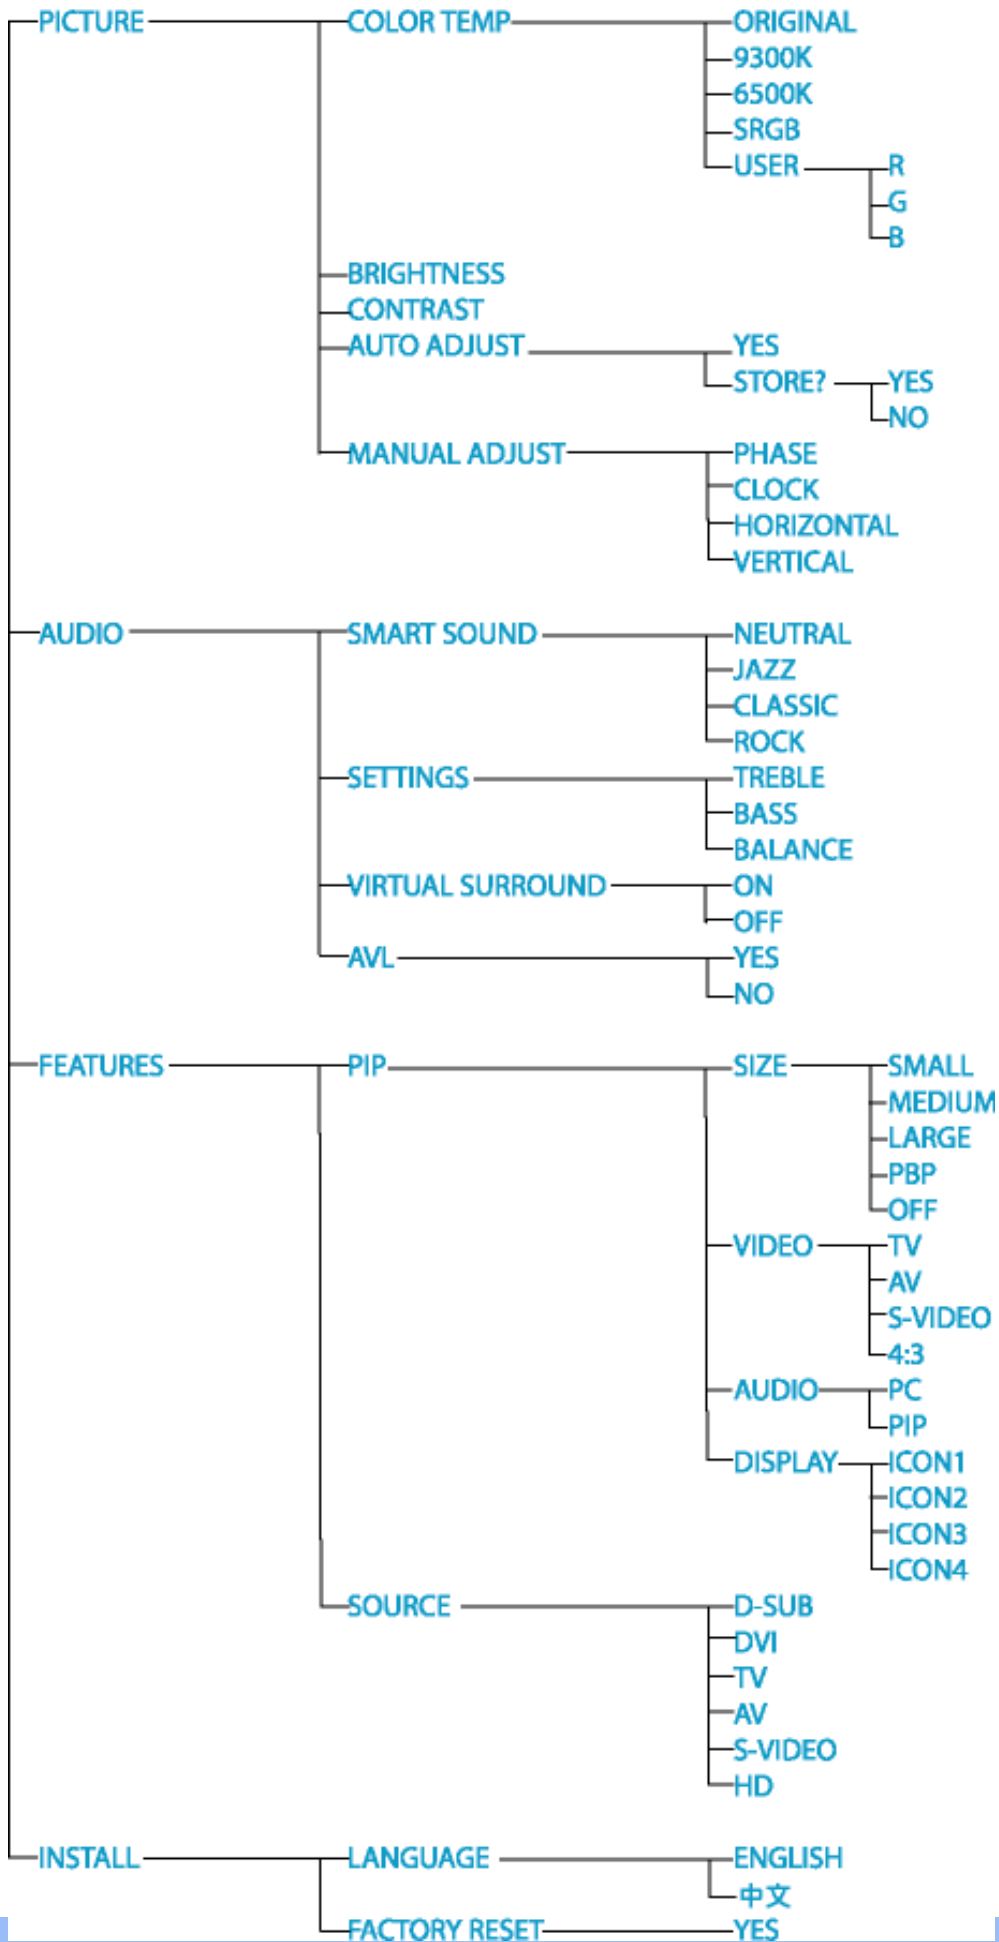 PICTURE COLOR TEMP ORIGINAL
9300K
6500K
SRGB
USER R
G
B
BRIGHTNESS
CONTRAST
AUTO ADJUST YES
STORE? YES
NO
MANUAL ADJUST PHASE
CLOCK
HORIZONTAL
VERTICAL
AUDIO SMART SOUND NEUTRAL
JAZZ
CLASSIC
ROCK
SETTINGS TREBLE
BASS
BALANCE
VIRTUAL SURROUND ON
OFF
AVL YES
NO
FEATURES PIP SIZE SMALL
MEDIUM
LARGE
PBP
OFF
VIDEO TV
AV
S-VIDEO
4:3
AUDIO PC
PIP
DISPLAY ICON1
ICON2
ICON3
ICON4
SOURCE D-SUB
DVI
TV
AV
S-VIDEO
HD
INSTALL LANGUAGE ENGLISH
中文
FACTORY RESET YES